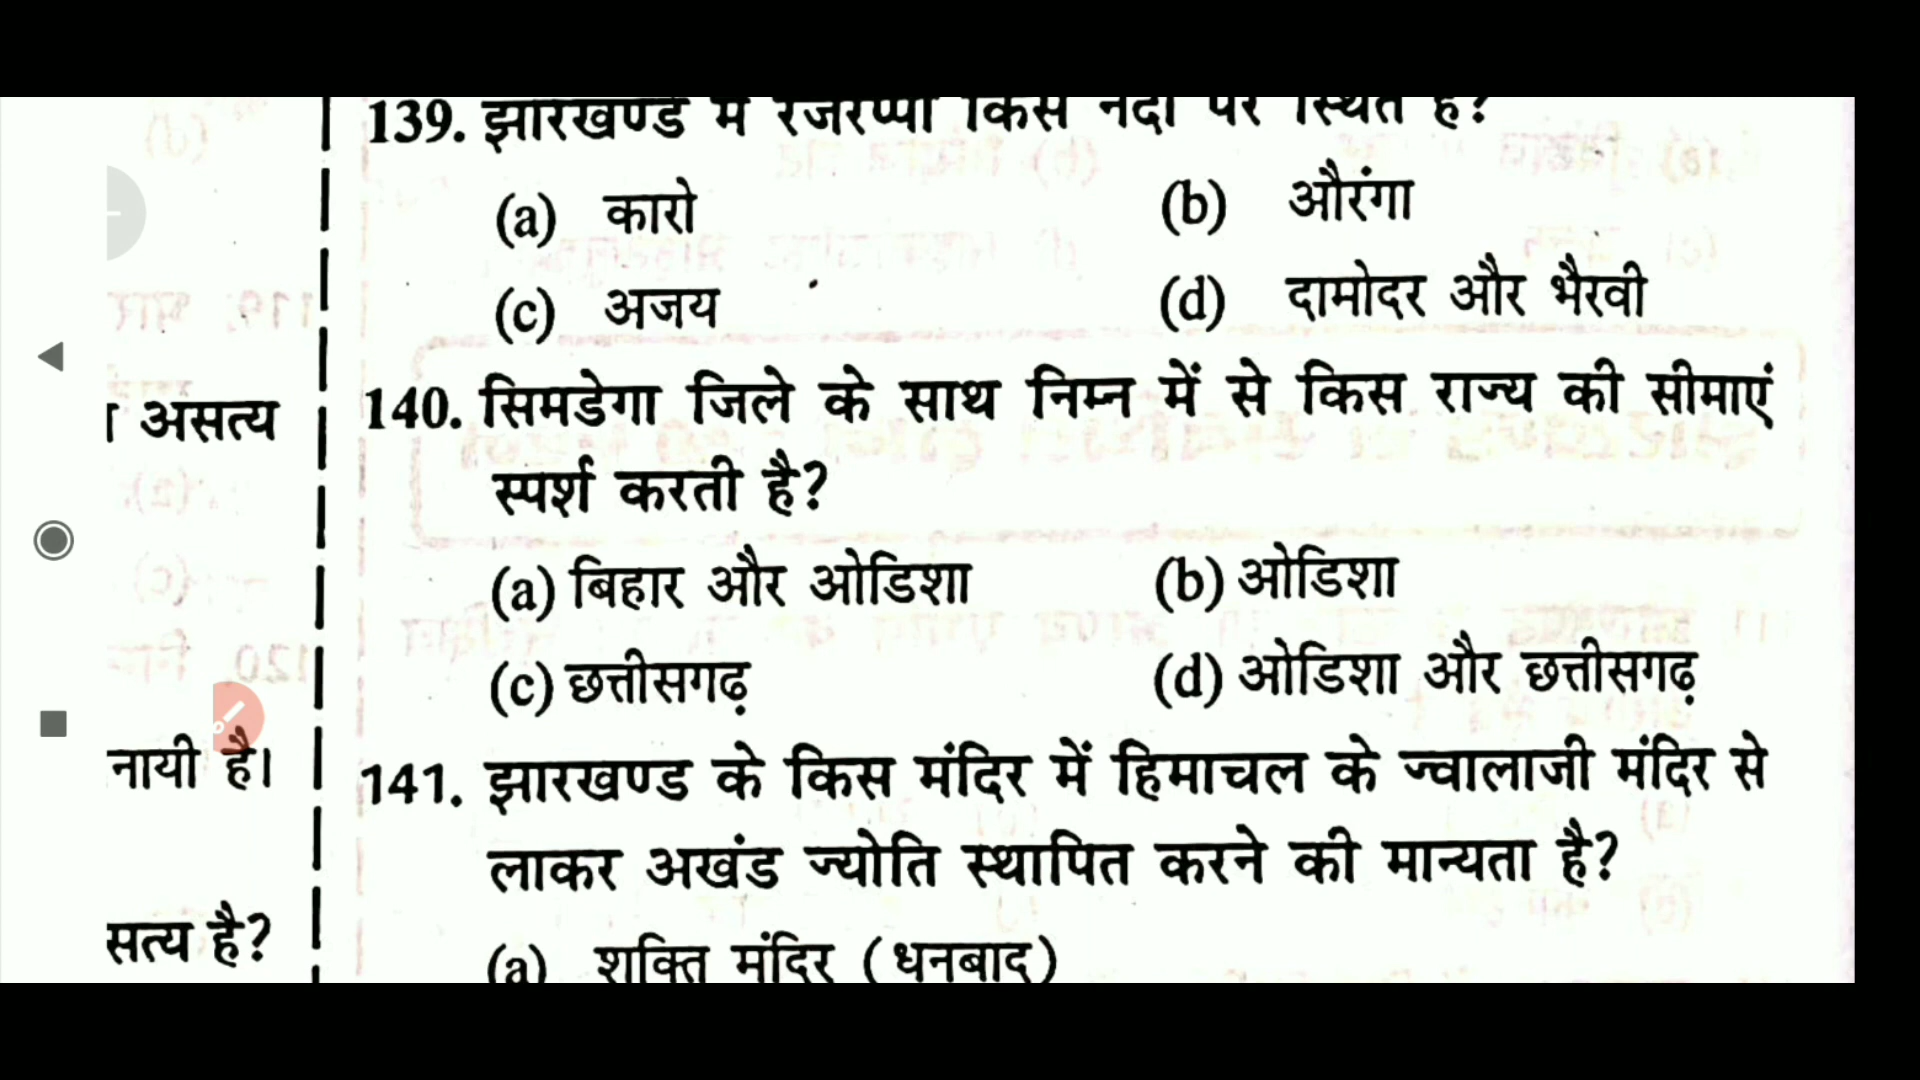 139. झारखण्ड में रजरप्पा किस नदी पर स्थित है?
(a) कारो (b) औरंगा
(c) अजय (d) दामोदर और भैरवी
140. सिमडेगा जिले के साथ निम्न में से किस राज्य की सीमाएं
स्पर्श करती है?
(a) बिहार और ओडिशा (b) ओडिशा
(c) छत्तीसगढ़ (d) ओडिशा और छत्तीसगढ़
141. झारखण्ड के किस मंदिर में हिमाचल के ज्वालाजी मंदिर से
लाकर अखंड ज्योति स्थापित करने की मान्यता है?
(a) शक्ति मंदिर (धनबाद)
असत्य
नायी है।
सत्य है?